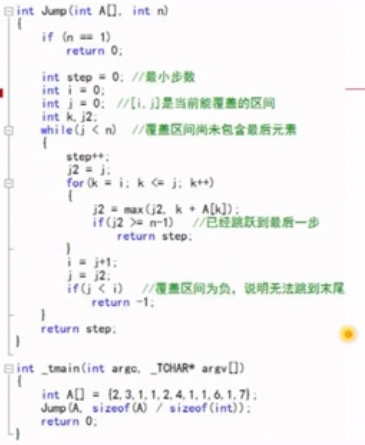 int Jump(int A[], int n)
{
if (n == 1)
return 0;
int step = 0; //最小步数
int i = 0;
int j = 0; //[i,j]是当前能覆盖的区间
int k,j2;
while(j < n) //覆盖区间尚未包含最后元素
{
step++;
j2 = j;
for(k = i; k <= j; k++)
{
j2 = max(j2, k + A[k]);
if(j2 >= n-1) //已经跳跃到最后一步
return step;
}
i = j+1;
j = j2;
if(j < i) //覆盖区间为负，说明无法跳到末尾
return -1;
}
return step;
}
int _tmain(int argc, _TCHAR* argv[])
{
int A[] = {2,3,1,1,2,4,1,1,6,1,7};
Jump(A, sizeof(A) / sizeof(int));
return 0;
}